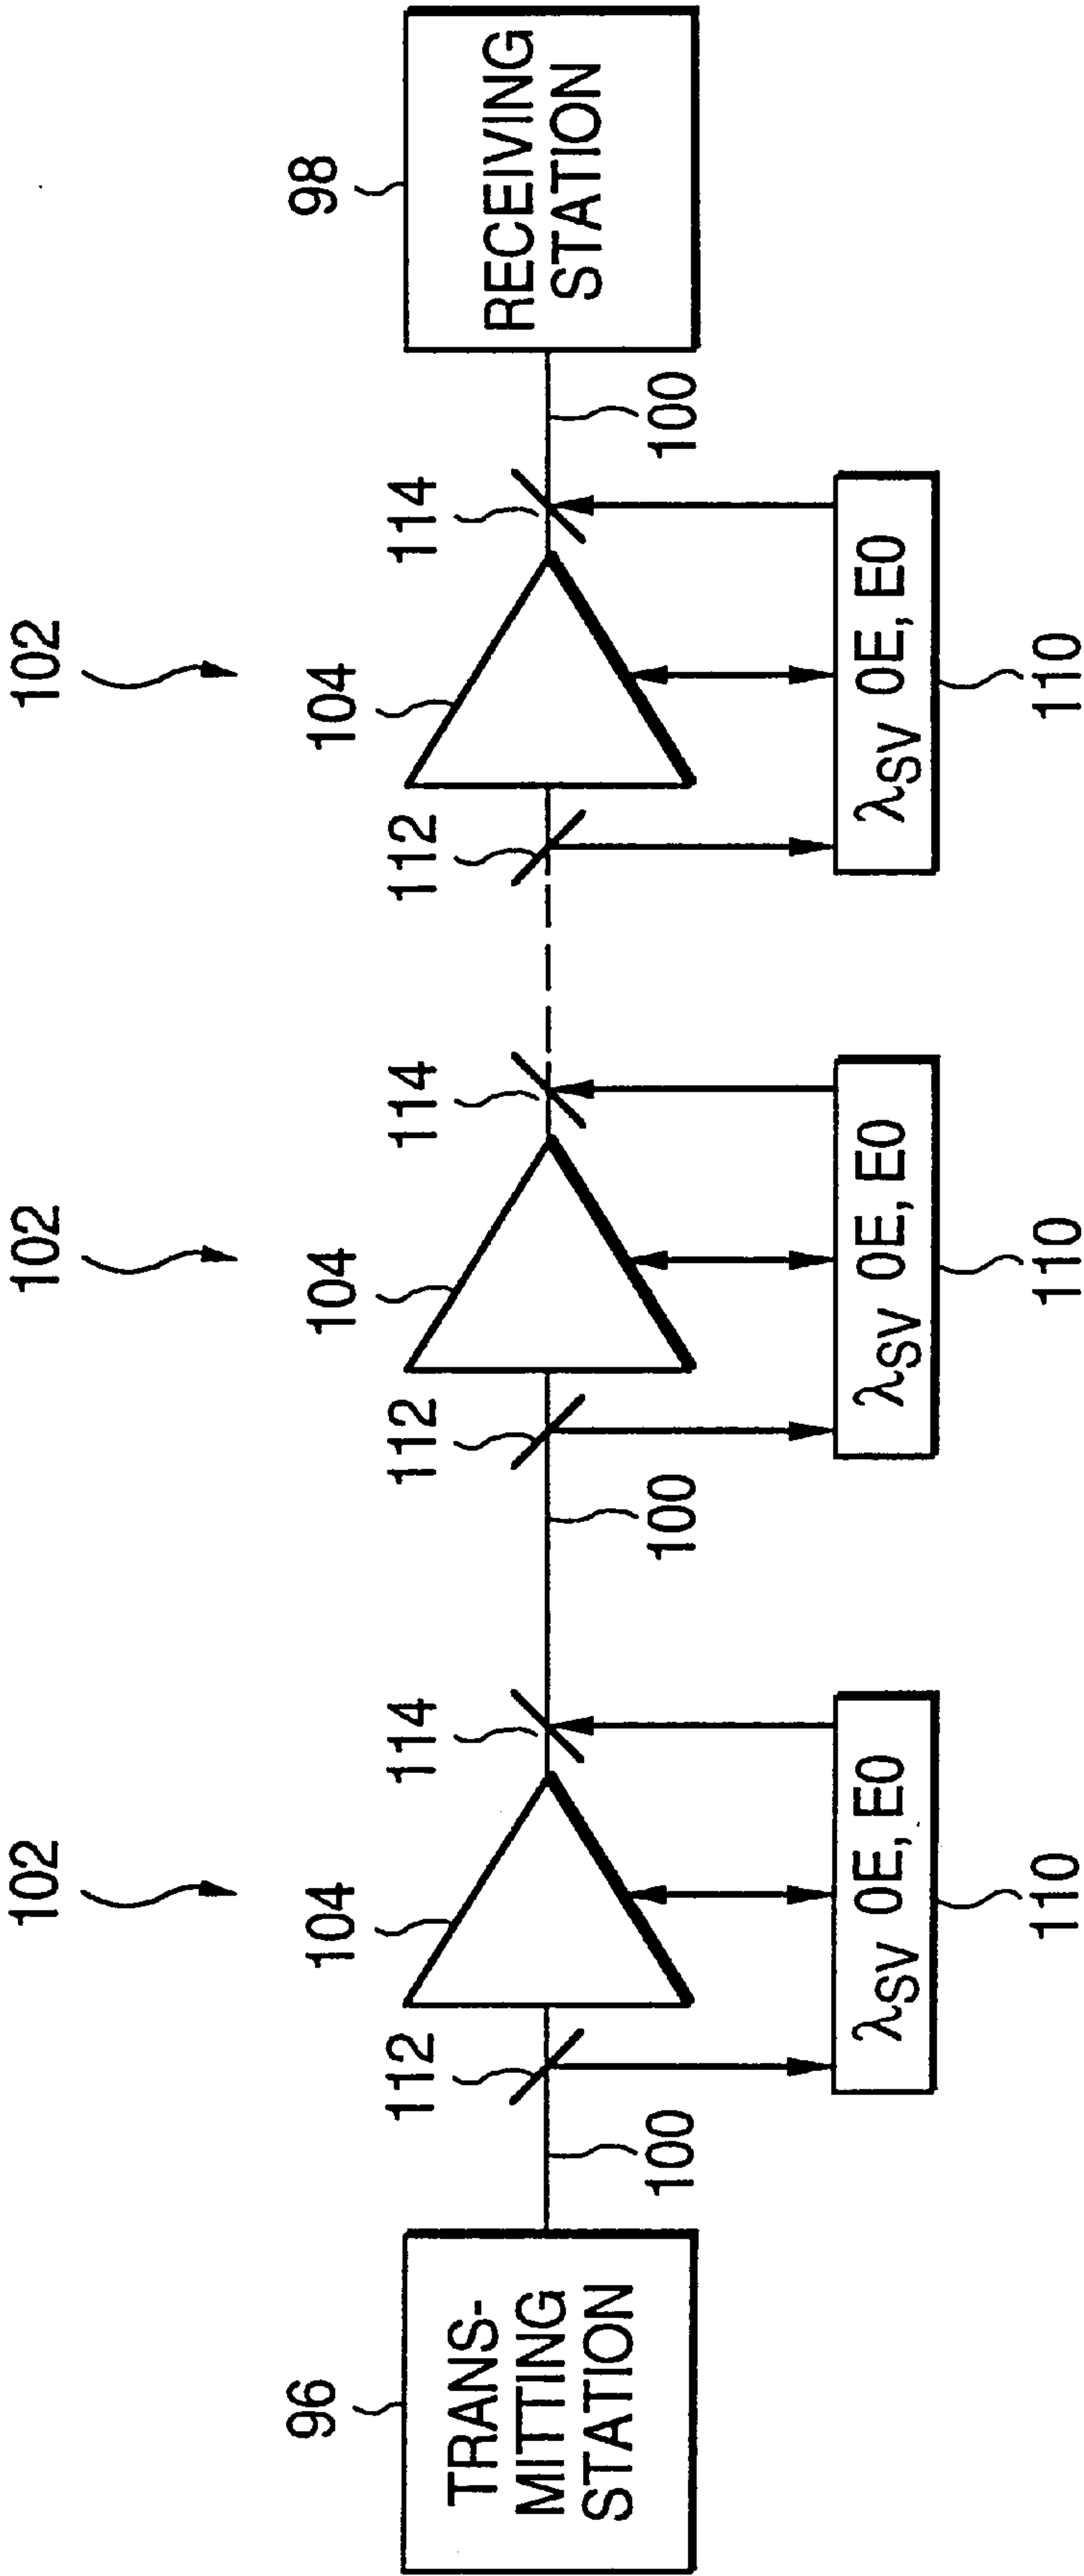 102
102
102
96
98
104
104
104
112
114
112
114
112
114
TRANS-
MITTING
STATION
RECEIVING
STATION
100
100
100
λSV 0E, E0
λSV 0E, E0
λSV 0E, E0
110
110
110